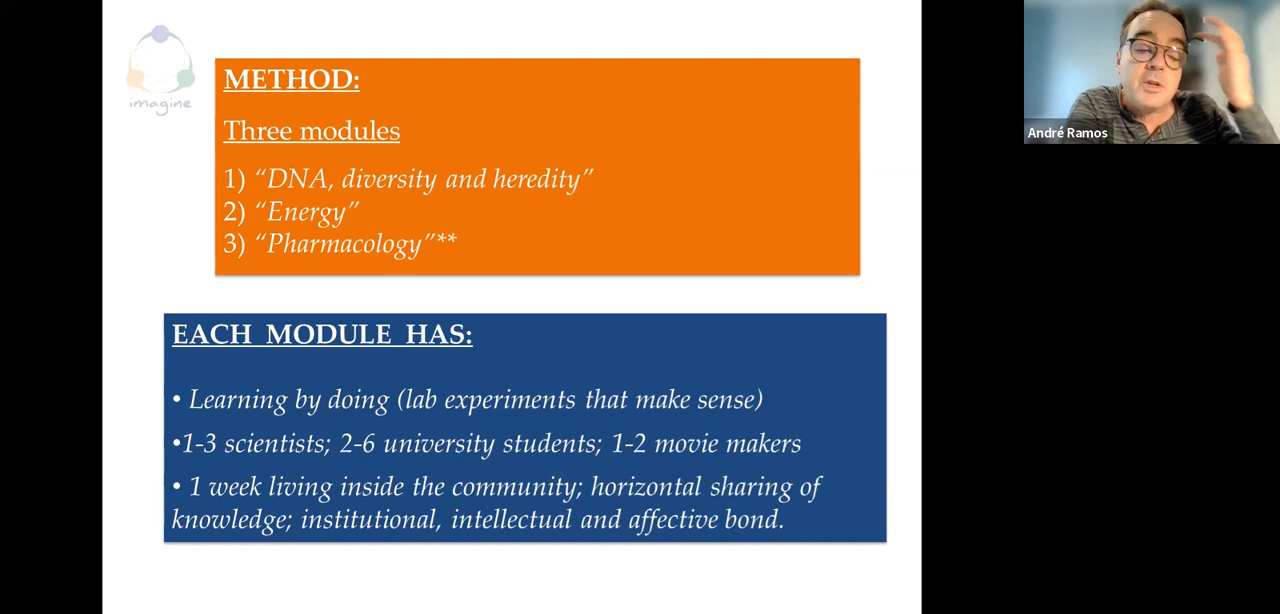 imagine
METHOD:
Three modules
1) “DNA, diversity and heredity”
2) “Energy”
3) “Pharmacology”**
EACH MODULE HAS:
• Learning by doing (lab experiments that make sense)
•1-3 scientists; 2-6 university students; 1-2 movie makers
• 1 week living inside the community; horizontal sharing of
knowledge; institutional, intellectual and affective bond.
André Ramos